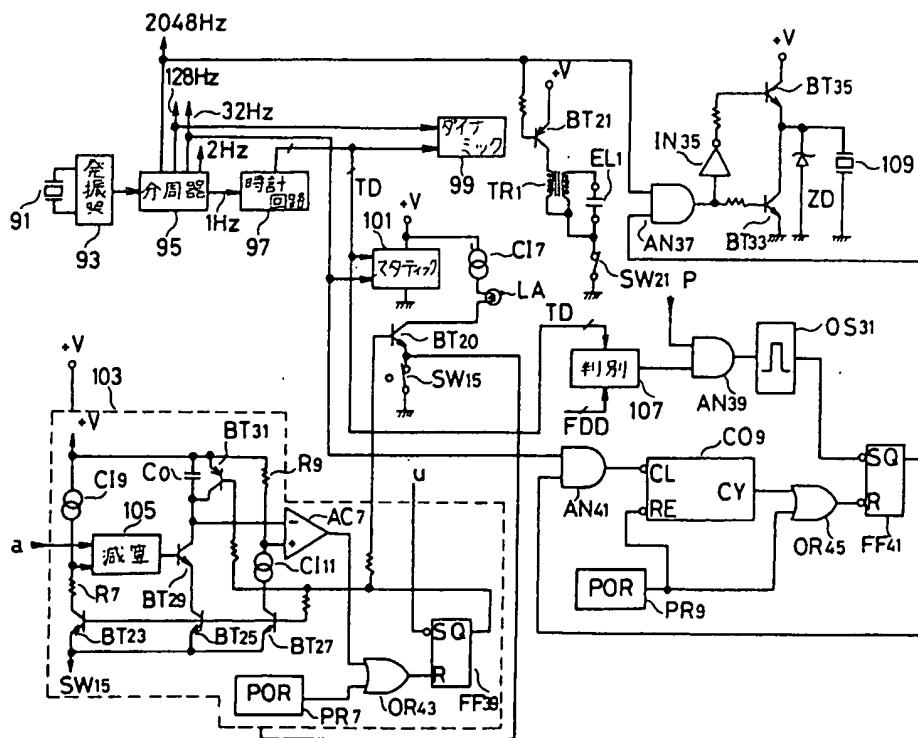 2048Hz
128Hz
32Hz
2Hz
1Hz
91
発振器
93
分周器
95
時計
回路
97
ダイナ
ミック
99
TD
101
マタティック
+V
CI7
LA
BT20
SW15
+V
BT21
TR1
EL1
SW21
+V
BT35
IN35
AN37
BT33
ZD
109
P
TD
判別
107
FDD
AN39
OS31
AN41
CO9
CL
RE
CY
OR45
SQ
R
FF41
POR
PR9
+V
103
+V
BT31
C0
R9
CI9
AC7
-
+
u
a
105
減算
BT29
CI11
R7
BT23
BT25
BT27
SW15
POR
PR7
OR43
SQ
R
FF39